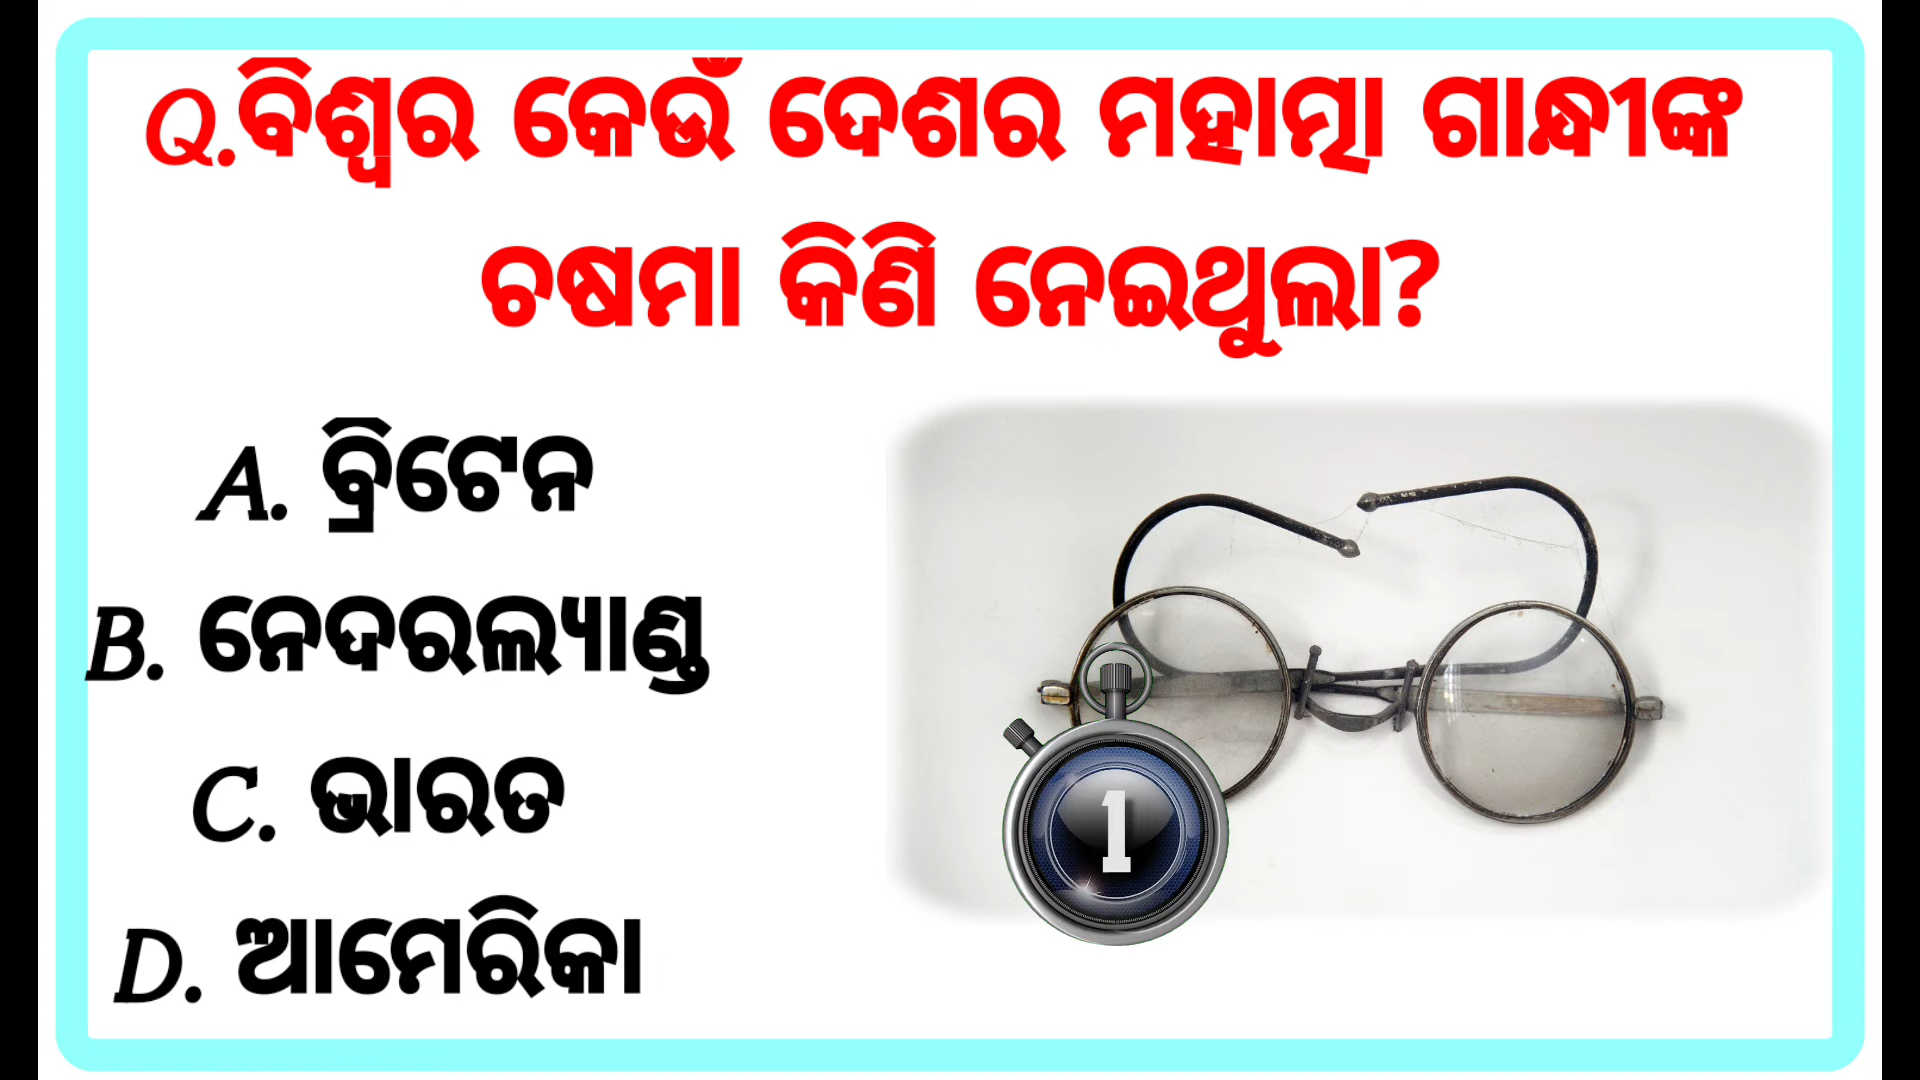 Q.ବିଶ୍ୱର କେଉଁ ଦେଶର ମହାତ୍ମା ଗାନ୍ଧୀଙ୍କ
ଚଷମା କିଣି ନେଇଥୁଲା?
A. ବ୍ରିଟେନ
B. ନେଦରଲ୍ୟାଣ୍ଡ
C. ଭାରତ
D. ଆମେରିକା
1